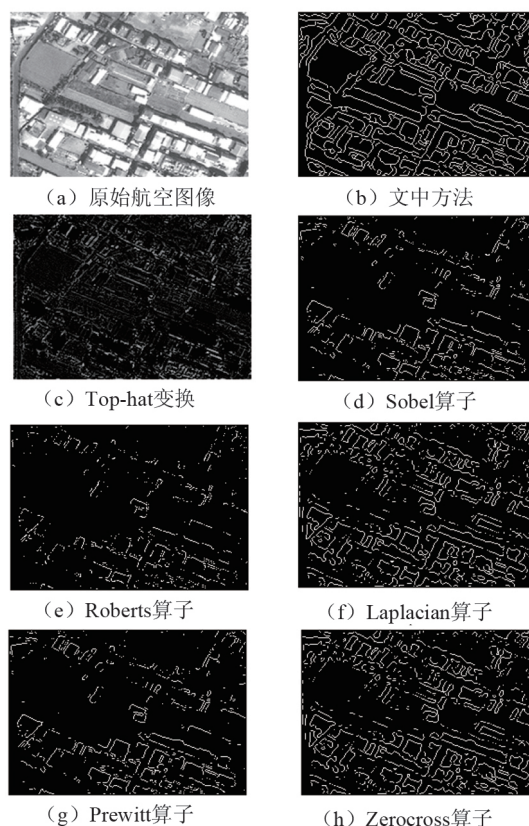 （a）原始航空图像
（b）文中方法
（c）Top-hat变换
（d）Sobel算子
（e）Roberts算子
（f）Laplacian算子
（g）Prewitt算子
（h）Zerocross算子